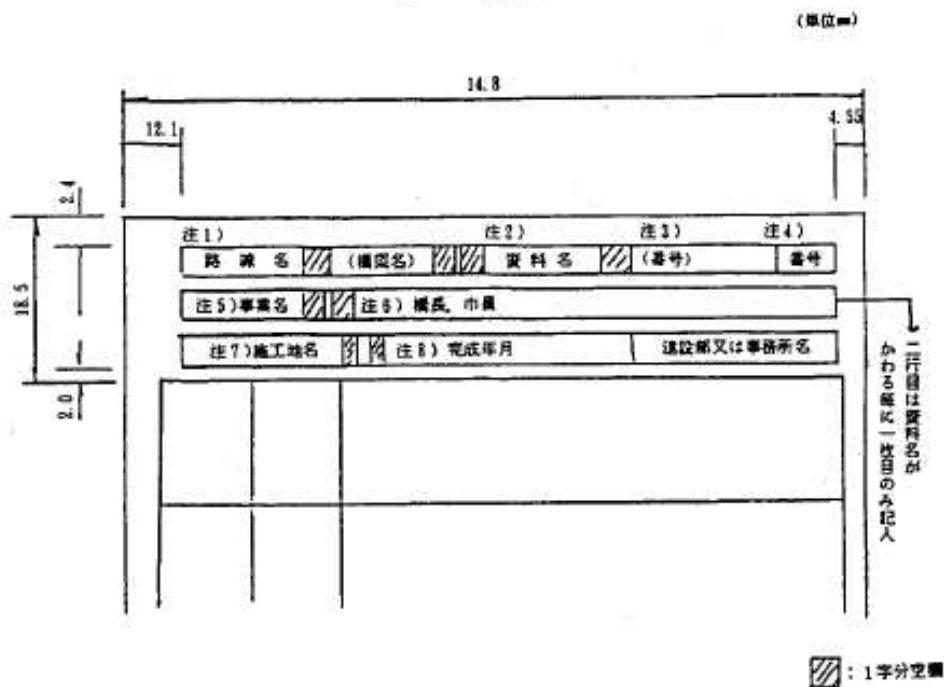 (単位㎜)
14.8
12.1
4.55
2.4
18.5
2.0
注1)
注2)
注3)
注4)
路線名
(橋図名)
資料名
(番号)
番号
注5)事業名
注6)橋長、巾員
注7)施工地名
注8)完成年月
建設部又は事務所名
二行目は資料名が
かわる毎に一枚目のみ記入
:1字分空欄